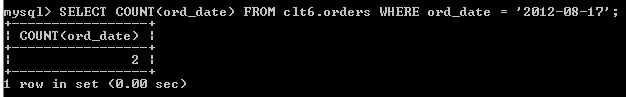 mysql> SELECT COUNT(ord_date) FROM clt6.orders WHERE ord_date = '2012-08-17';
+-----------------+
| COUNT(ord_date) |
+-----------------+
|               2 |
+-----------------+
1 row in set (0.00 sec)